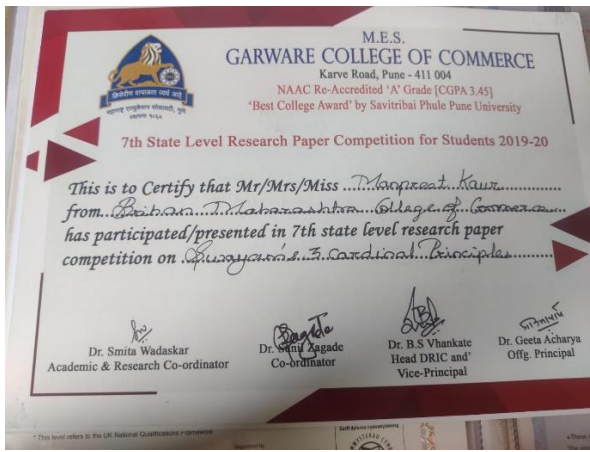 M.E.S.
GARWARE COLLEGE OF COMMERCE
Karve Road, Pune - 411 004
NAAC Re-Accredited 'A' Grade [CGPA 3.45]
'Best College Award' by Savitribai Phule Pune University
7th State Level Research Paper Competition for Students 2019-20
This is to Certify that Mr/Mrs/Miss ...Manpreet Kaur...........
from..Brihan..Maharashtra College of Commerce...
has participated/presented in 7th state level research paper
competition on ..........3 Cardinal Principles............
Dr. Smita Wadaskar
Academic & Research Co-ordinator
Dr. Sunil Zagade
Co-ordinator
Dr. B.S Vhankate
Head DRIC and'
Vice-Principal
Dr. Geeta Acharya
Offg. Principal
* This level refers to the UK National Qualifications Framework